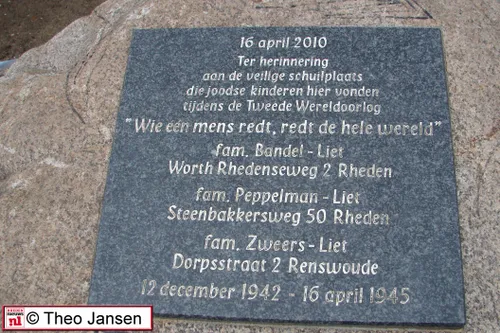 16 april 2010
Ter herinnering
aan de veilige schuilplaats
die joodse kinderen hier vonden
tijdens de Tweede Wereldoorlog
"Wie één mens redt, redt de hele wereld"
fam. Bandel - Liet
Worth Rhedenseweg 2 Rheden
fam. Peppelman - Liet
Steenbakkersweg 50 Rheden
fam. Zweers - Liet
Dorpsstraat 2 Renswoude
12 december 1942 - 16 april 1945
© Theo Jansen